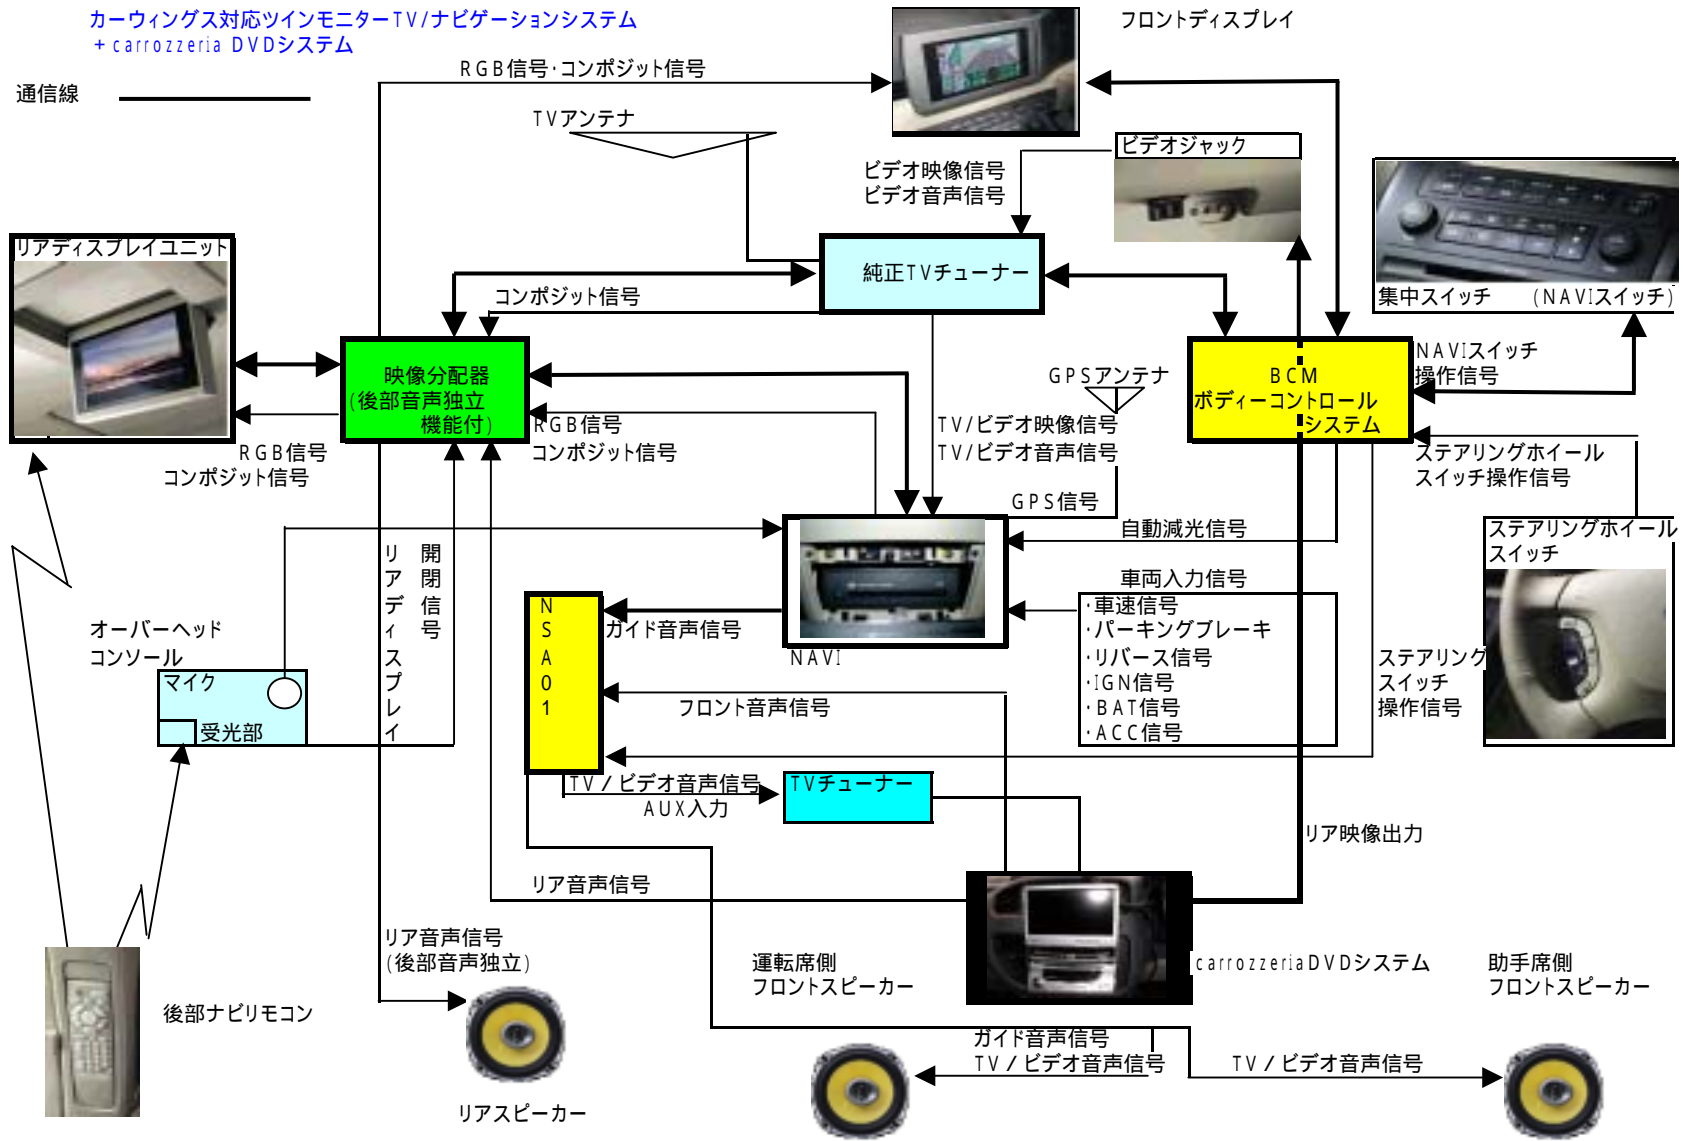 カーウィングス対応ツインモニターTV/ナビゲーションシステム
+carrozzeria DVDシステム
フロントディスプレイ
RGB信号・コンポジット信号
通信線
TVアンテナ
ビデオジャック
ビデオ映像信号
ビデオ音声信号
リアディスプレイユニット
純正TVチューナー
コンポジット信号
集中スイッチ (NAVIスイッチ)
映像分配器
(後部音声独立
機能付)
GPSアンテナ
BCM
ボディーコントロール
システム
NAVIスイッチ
操作信号
RGB信号
コンポジット信号
RGB信号
コンポジット信号
TV/ビデオ映像信号
TV/ビデオ音声信号
ステアリングホイール
スイッチ操作信号
GPS信号
自動減光信号
ステアリングホイール
スイッチ
リアディスプレイ
開閉信号
車両入力信号
・車速信号
・パーキングブレーキ
・リバース信号
・IGN信号
・BAT信号
・ACC信号
NSA01
ガイド音声信号
NAVI
オーバーヘッド
コンソール
マイク
受光部
フロント音声信号
ステアリング
スイッチ
操作信号
TV/ビデオ音声信号
AUX入力
TVチューナー
リア映像出力
リア音声信号
リア音声信号
(後部音声独立)
運転席側
フロントスピーカー
carrozzeriaDVDシステム
助手席側
フロントスピーカー
後部ナビリモコン
ガイド音声信号
TV/ビデオ音声信号
TV/ビデオ音声信号
リアスピーカー